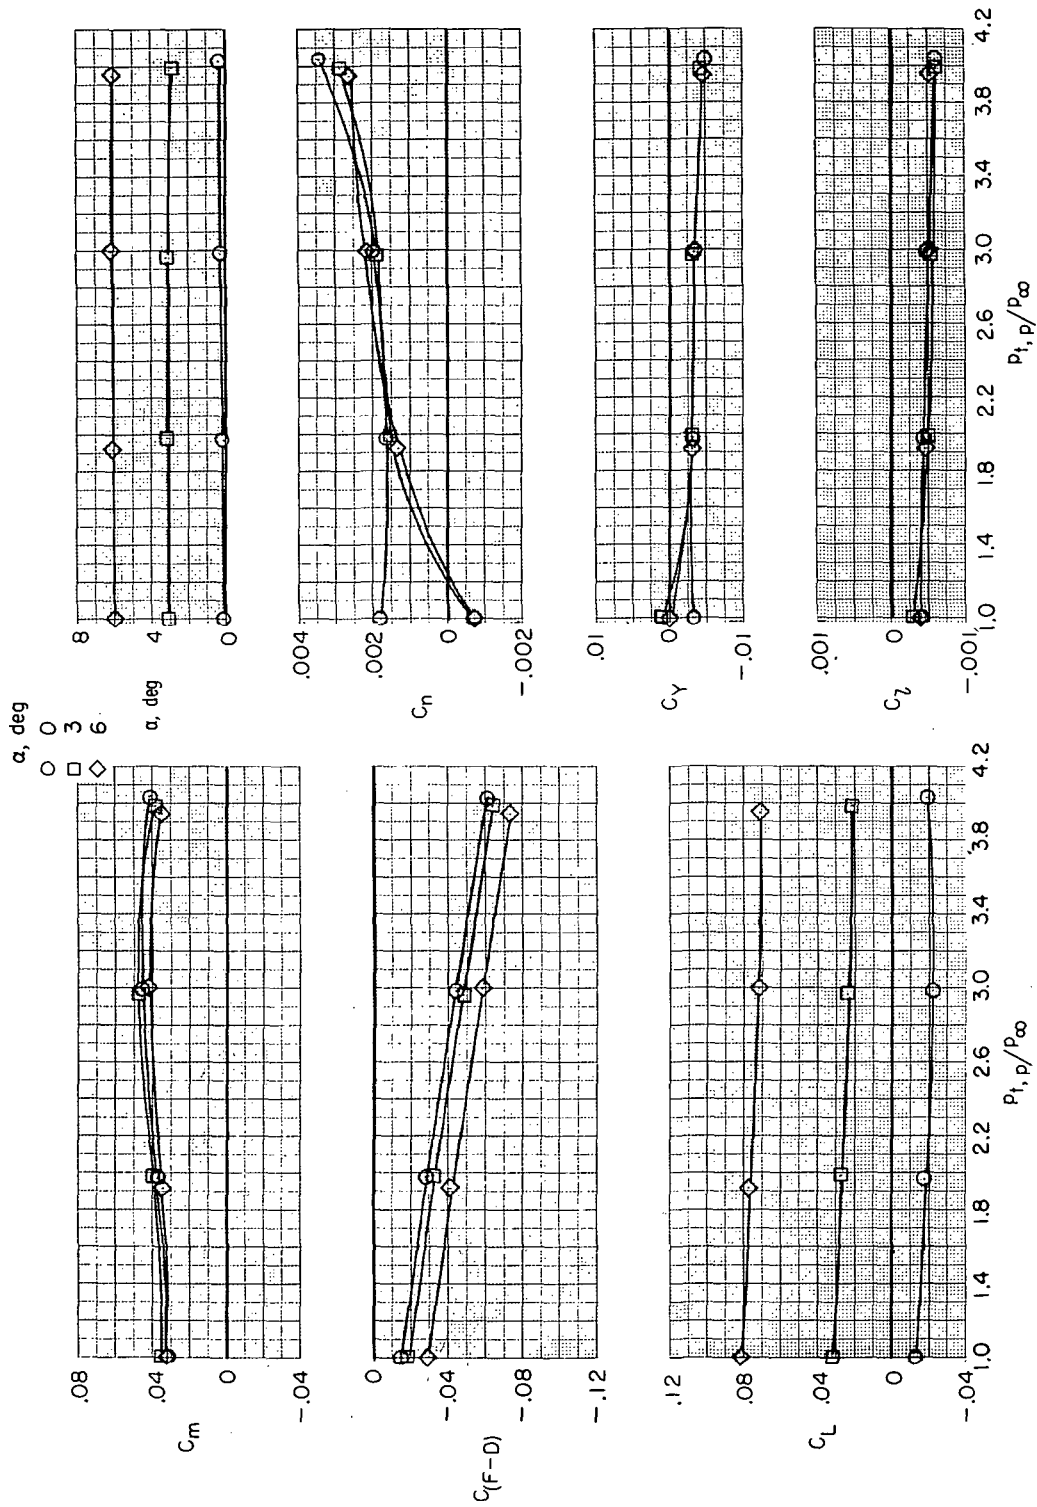 α, deg
○ 0
□ 3
◇ 6
.08
.04
0
-.04
Cm
0
-.04
-.08
-.12
C(F-D)
.12
.08
.04
0
-.04
CL
1.0 1.4 1.8 2.2 2.6 3.0 3.4 3.8 4.2
pt, p/p∞
8
4
0
α, deg
.004
.002
0
-.002
Cn
.01
0
-.01
CY
.001
0
-.001
Cl
1.0 1.4 1.8 2.2 2.6 3.0 3.4 3.8 4.2
pt, p/p∞